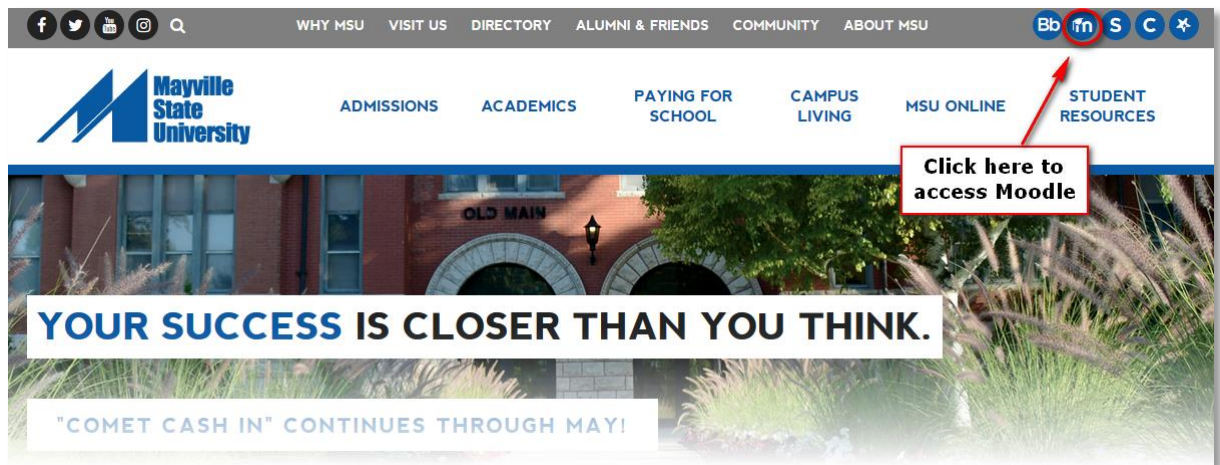 WHY MSU VISIT US DIRECTORY ALUMNI & FRIENDS COMMUNITY ABOUT MSU
Bb m S C
Mayville
State
University
ADMISSIONS ACADEMICS PAYING FOR SCHOOL CAMPUS LIVING MSU ONLINE STUDENT RESOURCES
Click here to
access Moodle
OLD MAIN
YOUR SUCCESS IS CLOSER THAN YOU THINK.
"COMET CASH IN" CONTINUES THROUGH MAY!